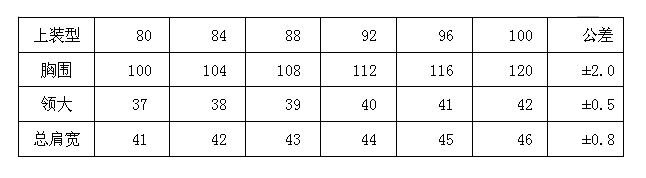 上装型 80 84 88 92 96 100 公差
胸围 100 104 108 112 116 120 ±2.0
领大 37 38 39 40 41 42 ±0.5
总肩宽 41 42 43 44 45 46 ±0.8